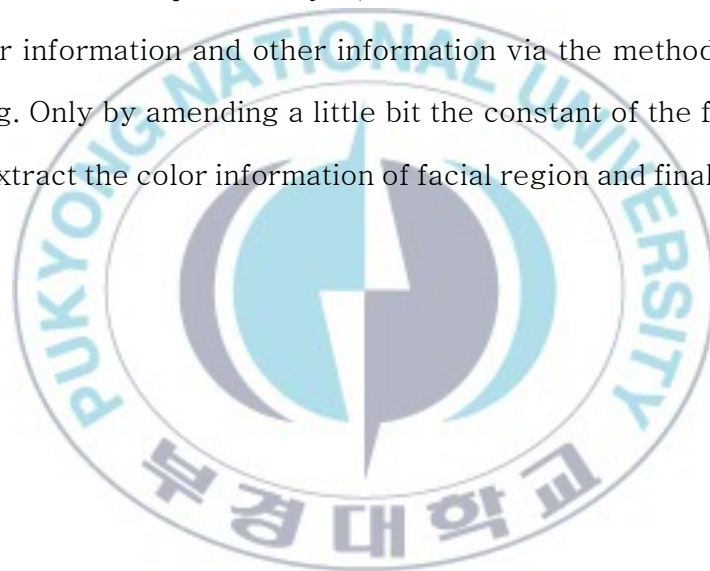 r information and other information via the method
g. Only by amending a little bit the constant of the f
xtract the color information of facial region and final
PUKYONG NATIONAL UNIVERSITY
부경대학교